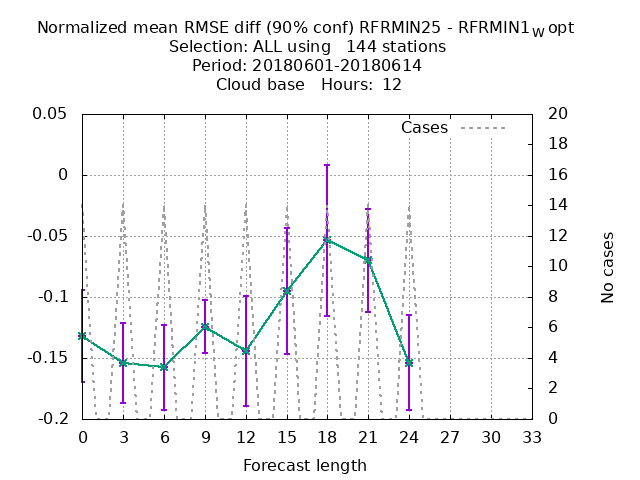 Normalized mean RMSE diff (90% conf) RFRMIN25 - RFRMIN1Wopt
Selection: ALL using   144 stations
Period: 20180601-20180614
Cloud base   Hours:  12
Cases
0.05
0
-0.05
-0.1
-0.15
-0.2
20
18
16
14
12
10
8
6
4
2
0
No cases
0 3 6 9 12 15 18 21 24 27 30 33
Forecast length